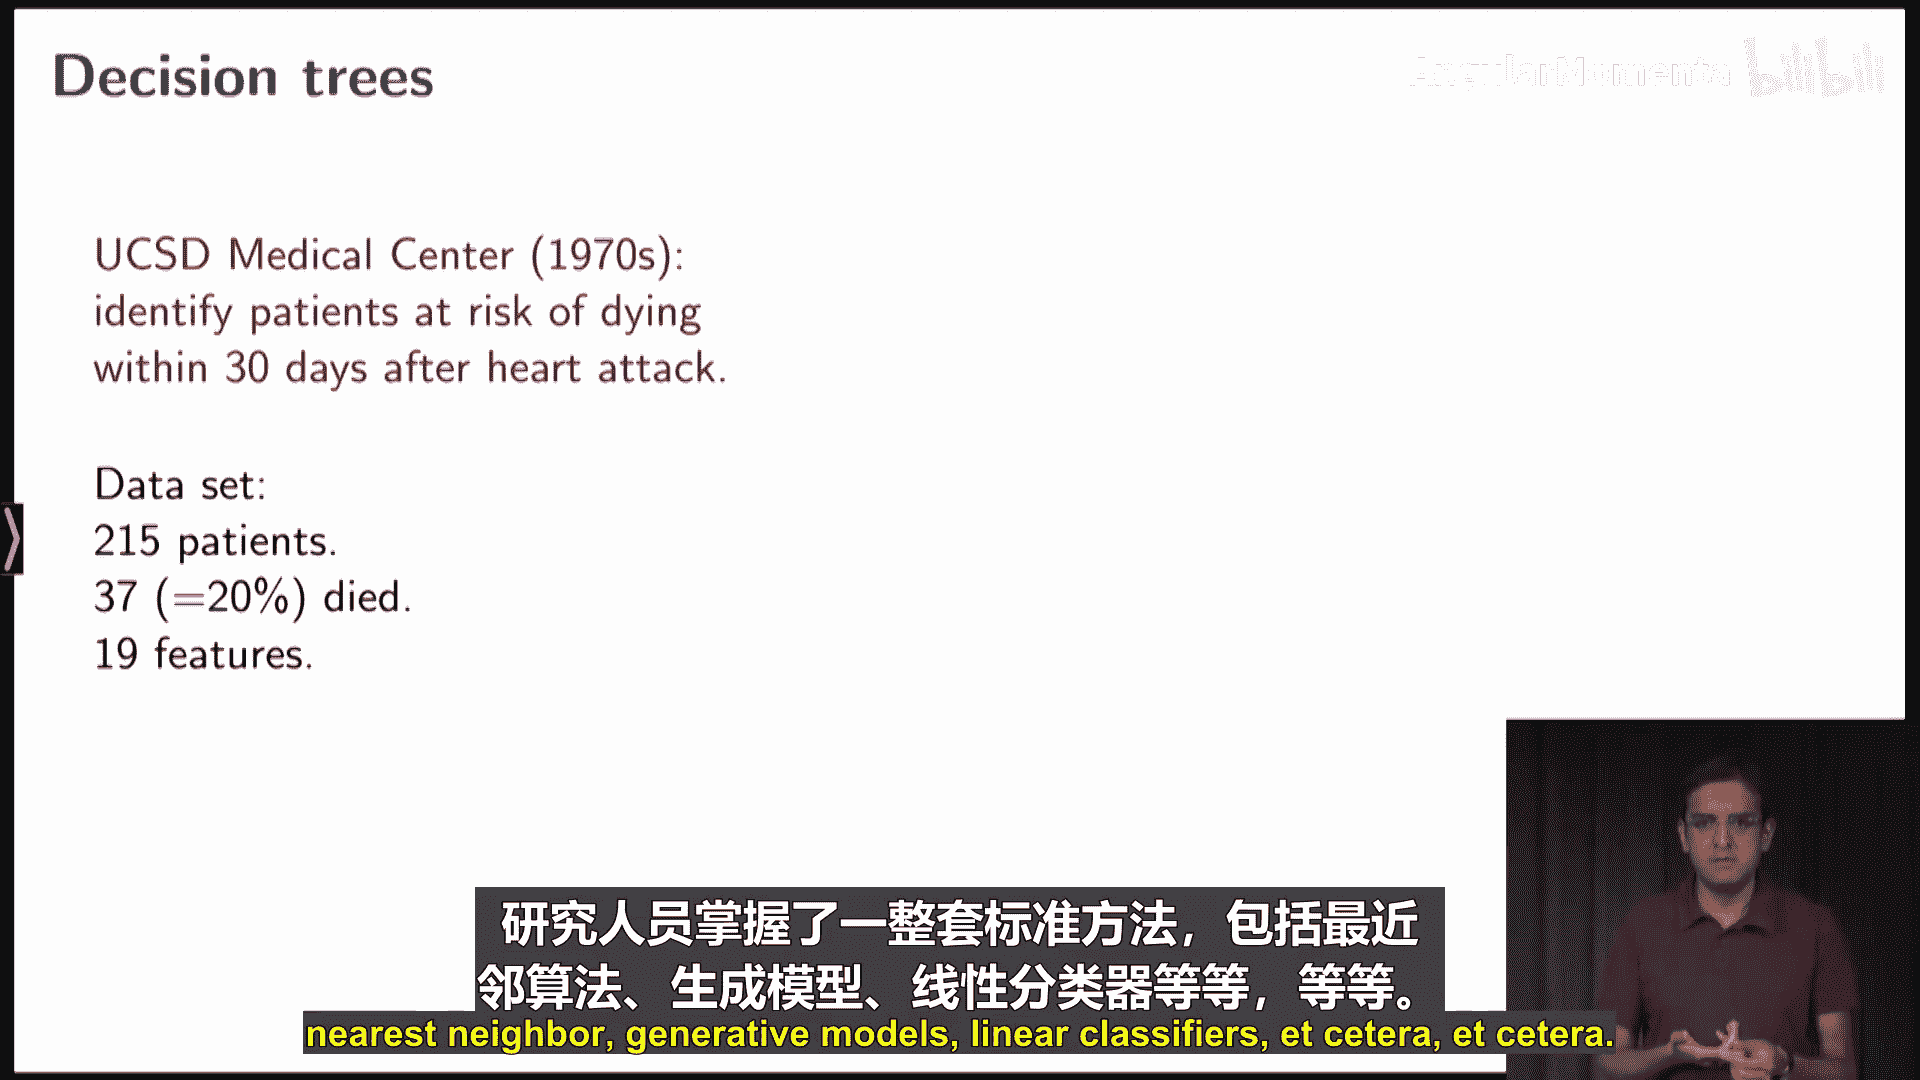 Decision trees
AngularMomenta bilibili
UCSD Medical Center (1970s):
identify patients at risk of dying
within 30 days after heart attack.
Data set:
215 patients.
37 (=20%) died.
19 features.
研究人员掌握了一整套标准方法，包括最近
邻算法、生成模型、线性分类器等等，等等。
nearest neighbor, generative models, linear classifiers, et cetera, et cetera.